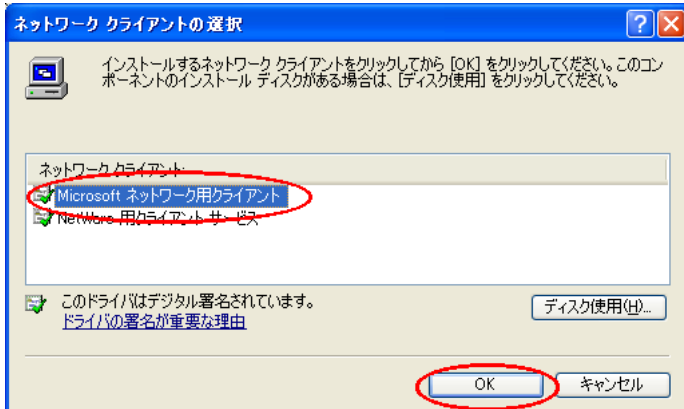 ネットワーク クライアントの選択
インストールするネットワーク クライアントをクリックしてから [OK] をクリックしてください。このコン
ポーネントのインストール ディスクがある場合は、[ディスク使用] をクリックしてください。
ネットワーク クライアント:
Microsoft ネットワーク用クライアント
NetWare 用クライアント サービス
このドライバはデジタル署名されています。
ディスク使用(H)...
ドライバの署名が重要な理由
OK
キャンセル